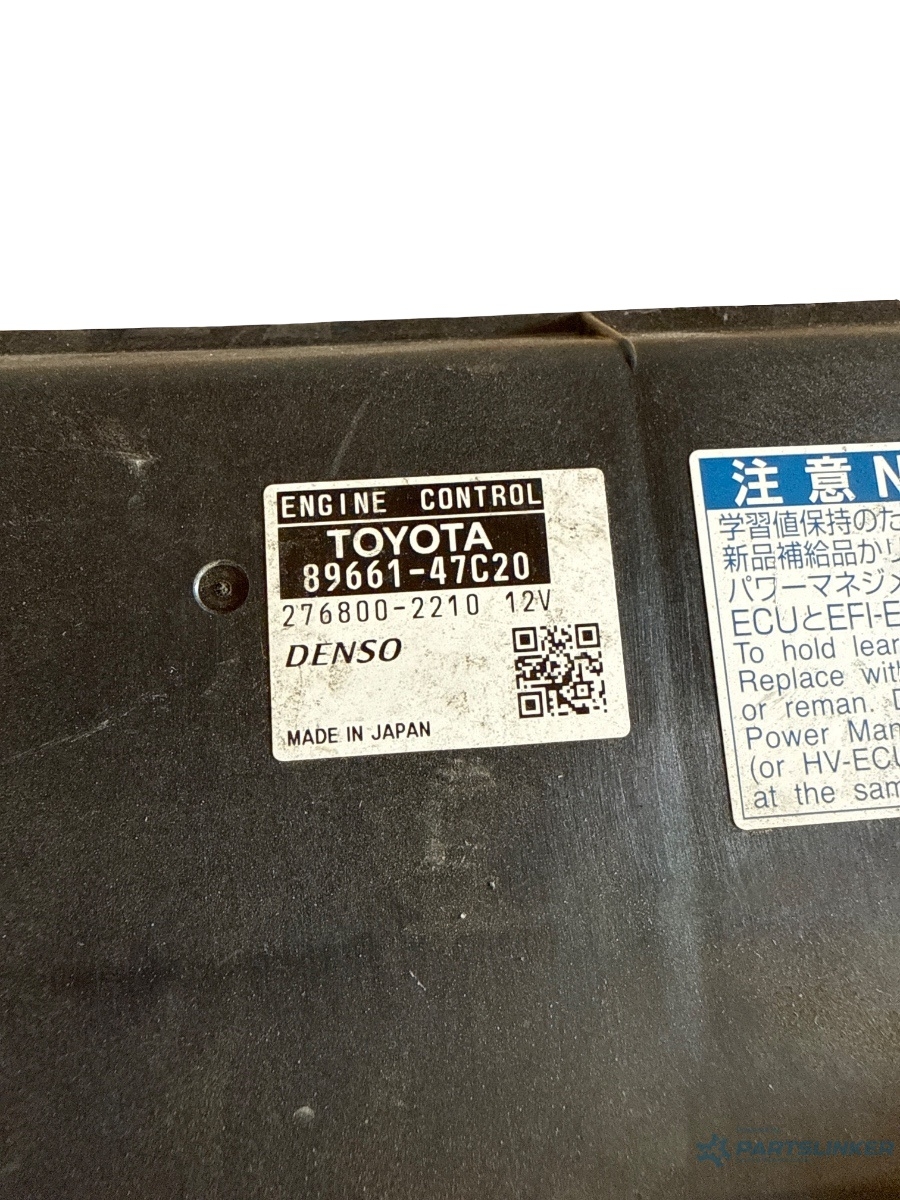 ENGINE CONTROL
TOYOTA
89661-47C20
276800-2210 12V
DENSO
MADE IN JAPAN
注意 N
学習値保持のた
新品補給品か
パワーマネジメ
ECUとEFI-E
To hold lear
Replace with
or reman. D
Power Man
(or HV-ECU
at the sam
PARTSLINKER